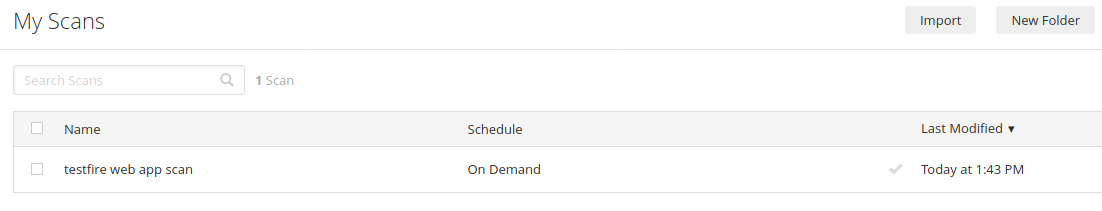 My Scans Import New Folder
Search Scans 1 Scan
Name Schedule Last Modified ▼
testfire web app scan On Demand Today at 1:43 PM